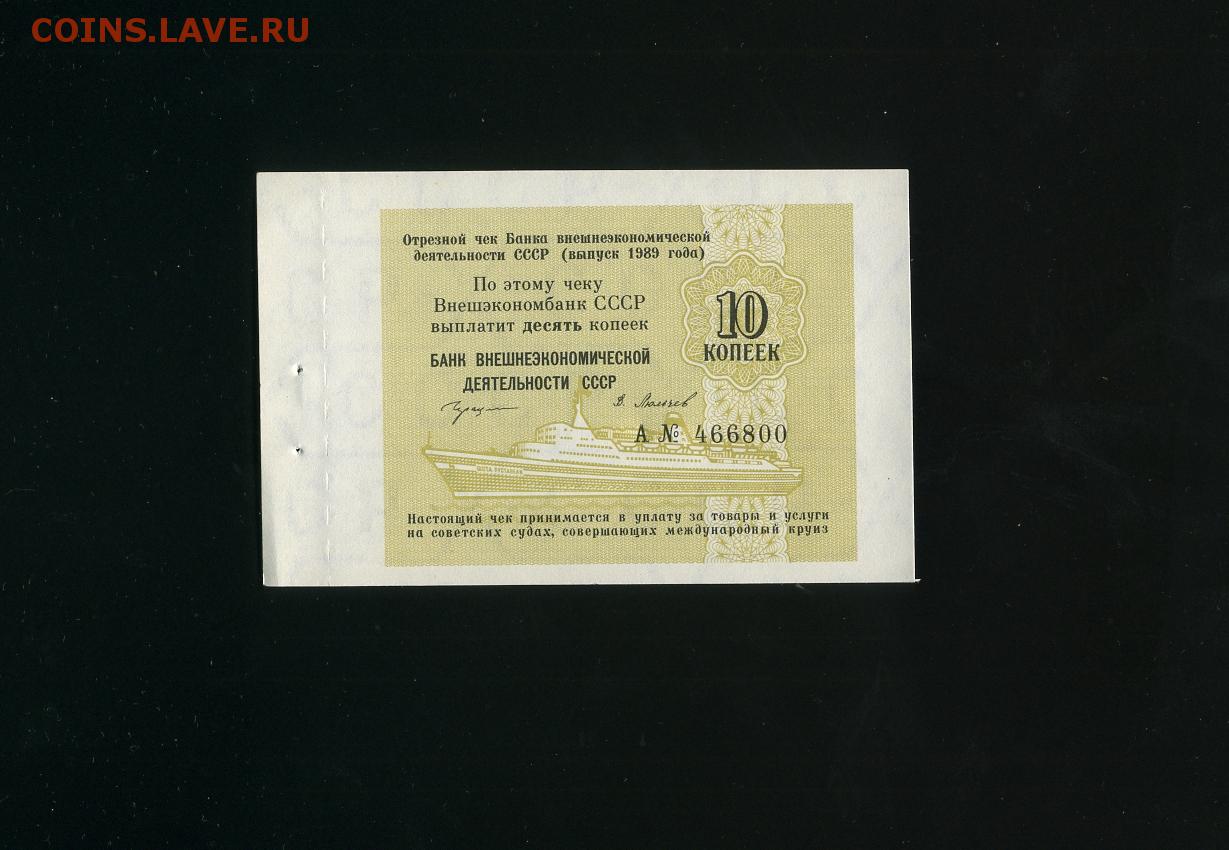 COINS.LAVE.RU
Отрезной чек Банка внешнеэкономической
деятельности СССР (выпуск 1989 года)
По этому чеку
Внешэкономбанк СССР
выплатит десять копеек
БАНК ВНЕШНЕЭКОНОМИЧЕСКОЙ
ДЕЯТЕЛЬНОСТИ СССР
10
КОПЕЕК
А № 466800
ШОТА РУСТАВЕЛИ
Настоящий чек принимается в уплату за товары и услуги
на советских судах, совершающих международный круиз